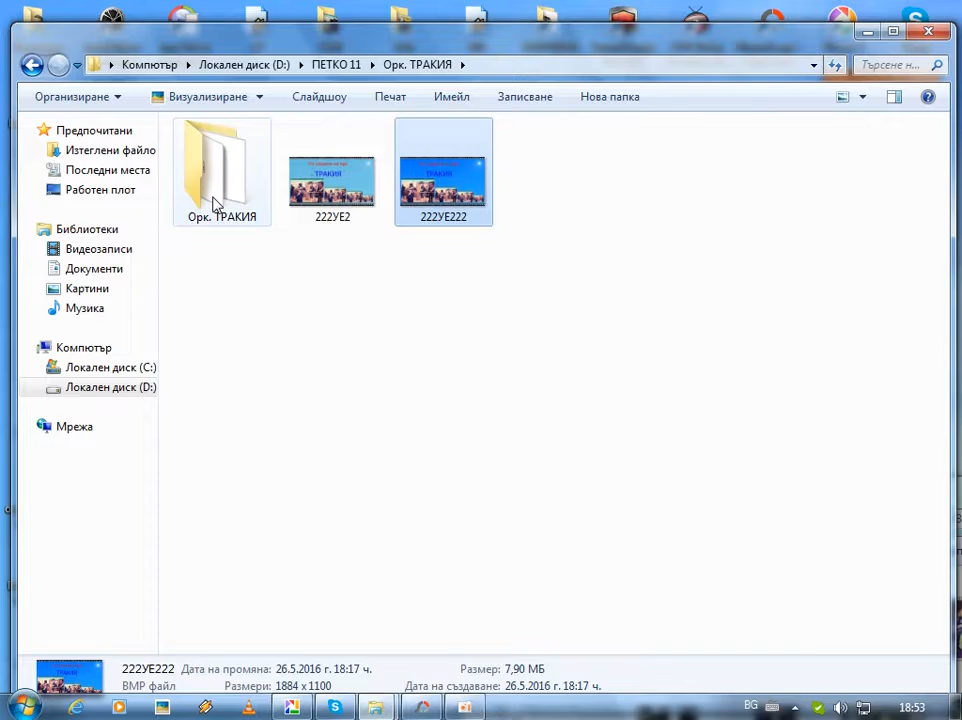 Компютър Локален диск (D:) ПЕТКО 11 Орк. ТРАКИЯ Търсене н...
Организиране Визуализиране Слайдшоу Печат Имейл Записване Нова папка
Предпочитани
Изтеглени файло
Последни места
Работен плот
Библиотеки
Видеозаписи
Документи
Картини
Музика
Компютър
Локален диск (C:)
Локален диск (D:)
Мрежа
Орк. ТРАКИЯ
ТРАКИЯ
222УЕ2
ТРАКИЯ
222УЕ222
222УЕ222 Дата на промяна: 26.5.2016 г. 18:17 ч. Размер: 7,90 МБ
BMP файл Размери: 1884 x 1100 Дата на създаване: 26.5.2016 г. 18:17 ч.
BG 18:53